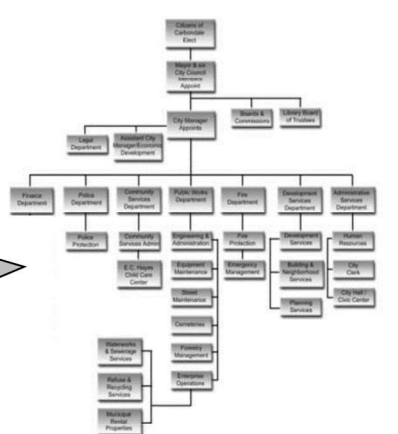 Citizens of
Carbondale
Elect
Mayor & six
City Council
Members
Appoint
City Manager
Appoints
Boards &
Commissions
Library Board
of Trustees
Legal
Department
Assistant City
Manager/Economic
Development
Finance
Department
Police
Department
Community
Services
Department
Public Works
Department
Fire
Department
Development
Services
Department
Administrative
Services
Department
Police
Protection
Community
Services Admin
E.C. Hayes
Child Care
Center
Engineering &
Administration
Equipment
Maintenance
Street
Maintenance
Cemeteries
Forestry
Management
Enterprise
Operations
Fire
Protection
Emergency
Management
Development
Services
Building &
Neighborhood
Services
Planning
Services
Human
Resources
City
Clerk
City Hall /
Civic Center
Waterworks
& Sewerage
Services
Refuse &
Recycling
Services
Municipal
Rental
Properties